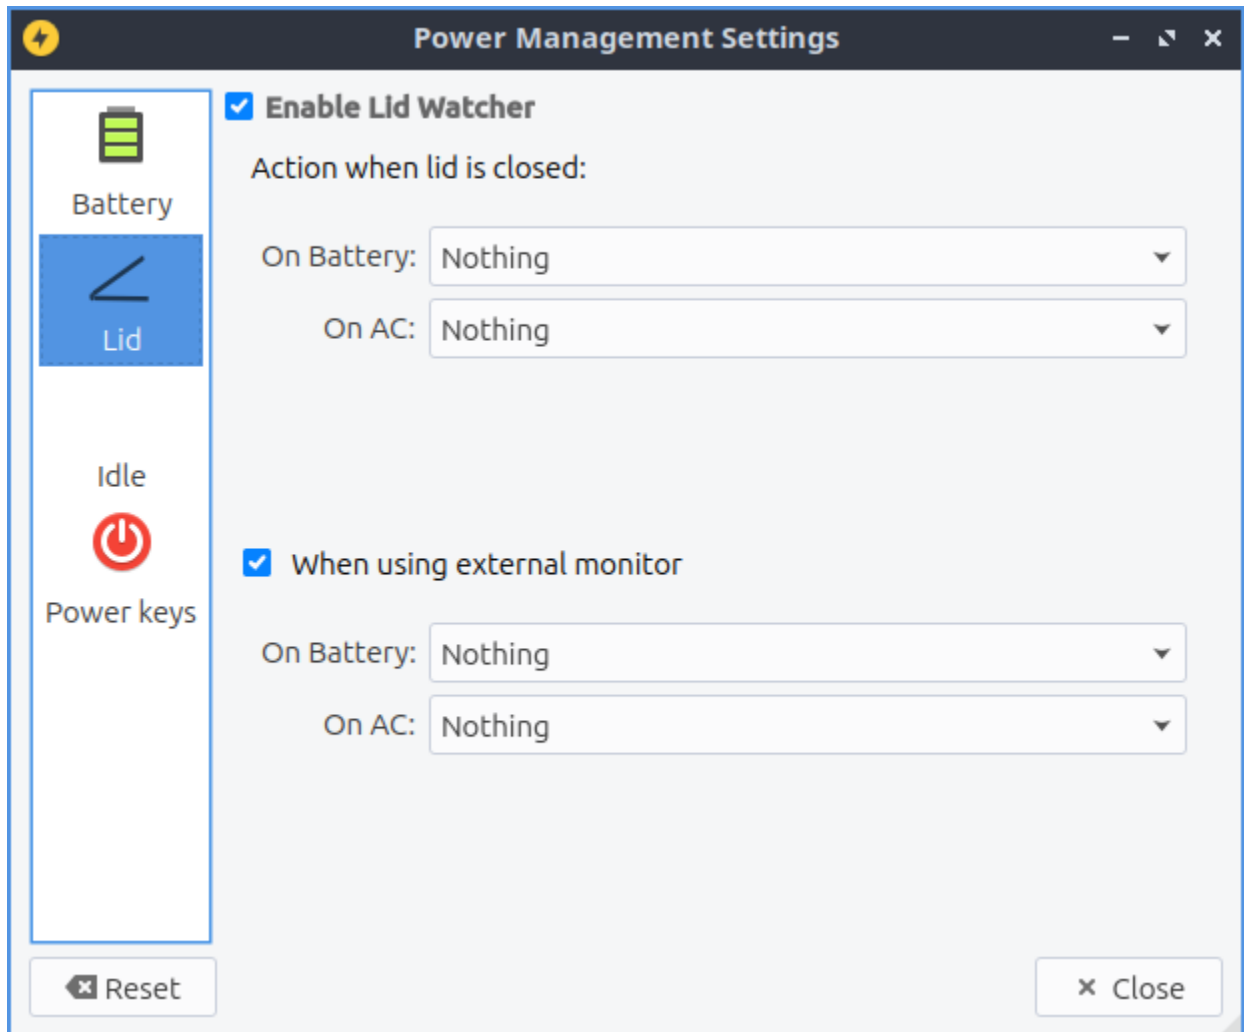 Power Management Settings
Battery
Lid
Idle
Power keys
Enable Lid Watcher
Action when lid is closed:
On Battery: Nothing
On AC: Nothing
When using external monitor
On Battery: Nothing
On AC: Nothing
Reset
Close